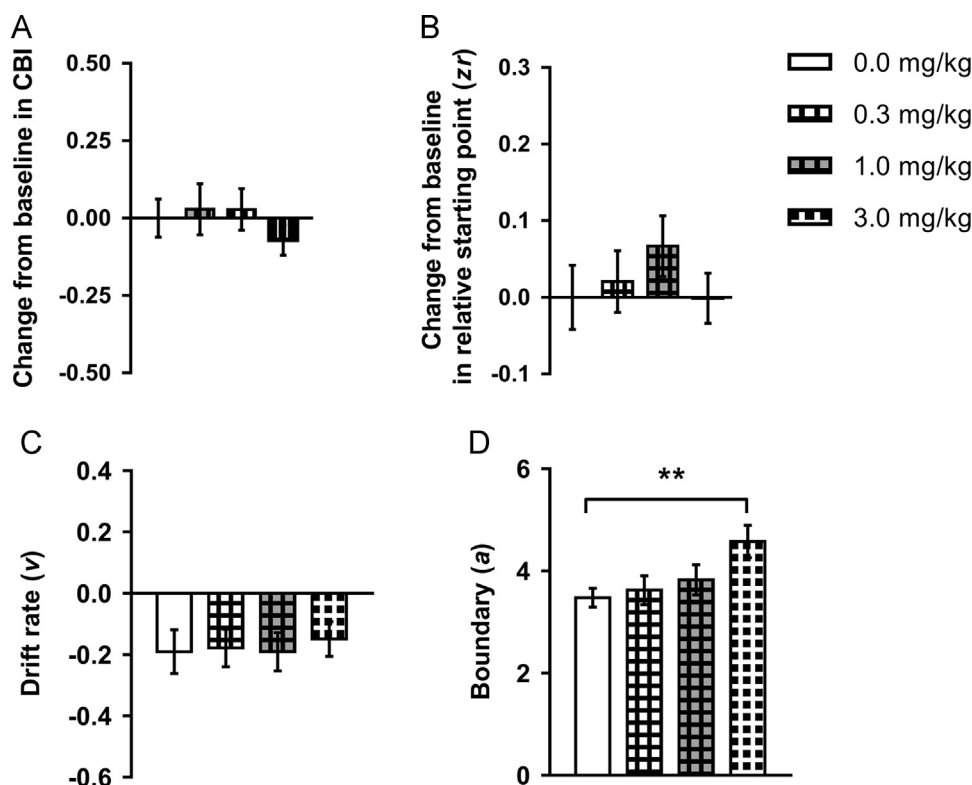 A
Change from baseline in CBI
0.50
0.25
0.00
-0.25
-0.50
B
Change from baseline
in relative starting point (zr)
0.3
0.2
0.1
0.0
-0.1
0.0 mg/kg
0.3 mg/kg
1.0 mg/kg
3.0 mg/kg
C
Drift rate (v)
0.4
0.2
0.0
-0.2
-0.4
-0.6
D
Boundary (a)
6
4
2
0
**